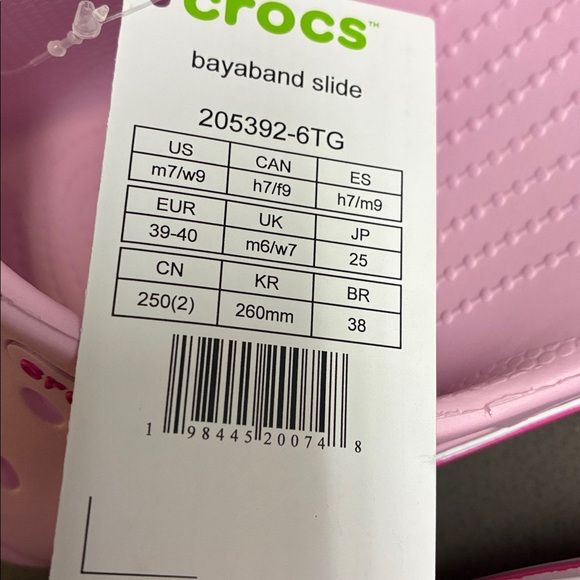 crocs™
bayaband slide
205392-6TG
US CAN ES
m7/w9 h7/f9 h7/m9
EUR UK JP
39-40 m6/w7 25
CN KR BR
250(2) 260mm 38
1 98445 20074 8
crocs